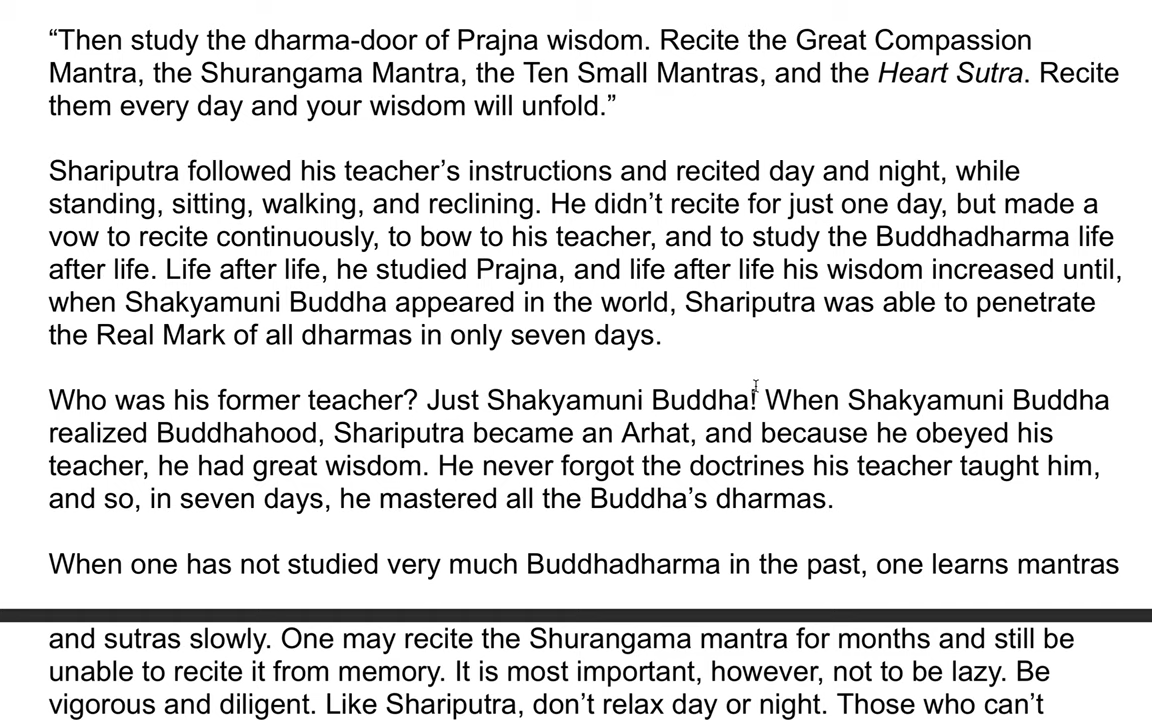 “Then study the dharma-door of Prajna wisdom. Recite the Great Compassion
Mantra, the Shurangama Mantra, the Ten Small Mantras, and the Heart Sutra. Recite
them every day and your wisdom will unfold.”
Shariputra followed his teacher’s instructions and recited day and night, while
standing, sitting, walking, and reclining. He didn’t recite for just one day, but made a
vow to recite continuously, to bow to his teacher, and to study the Buddhadharma life
after life. Life after life, he studied Prajna, and life after life his wisdom increased until,
when Shakyamuni Buddha appeared in the world, Shariputra was able to penetrate
the Real Mark of all dharmas in only seven days.
Who was his former teacher? Just Shakyamuni Buddha! When Shakyamuni Buddha
realized Buddhahood, Shariputra became an Arhat, and because he obeyed his
teacher, he had great wisdom. He never forgot the doctrines his teacher taught him,
and so, in seven days, he mastered all the Buddha’s dharmas.
When one has not studied very much Buddhadharma in the past, one learns mantras
and sutras slowly. One may recite the Shurangama mantra for months and still be
unable to recite it from memory. It is most important, however, not to be lazy. Be
vigorous and diligent. Like Shariputra, don’t relax day or night. Those who can’t